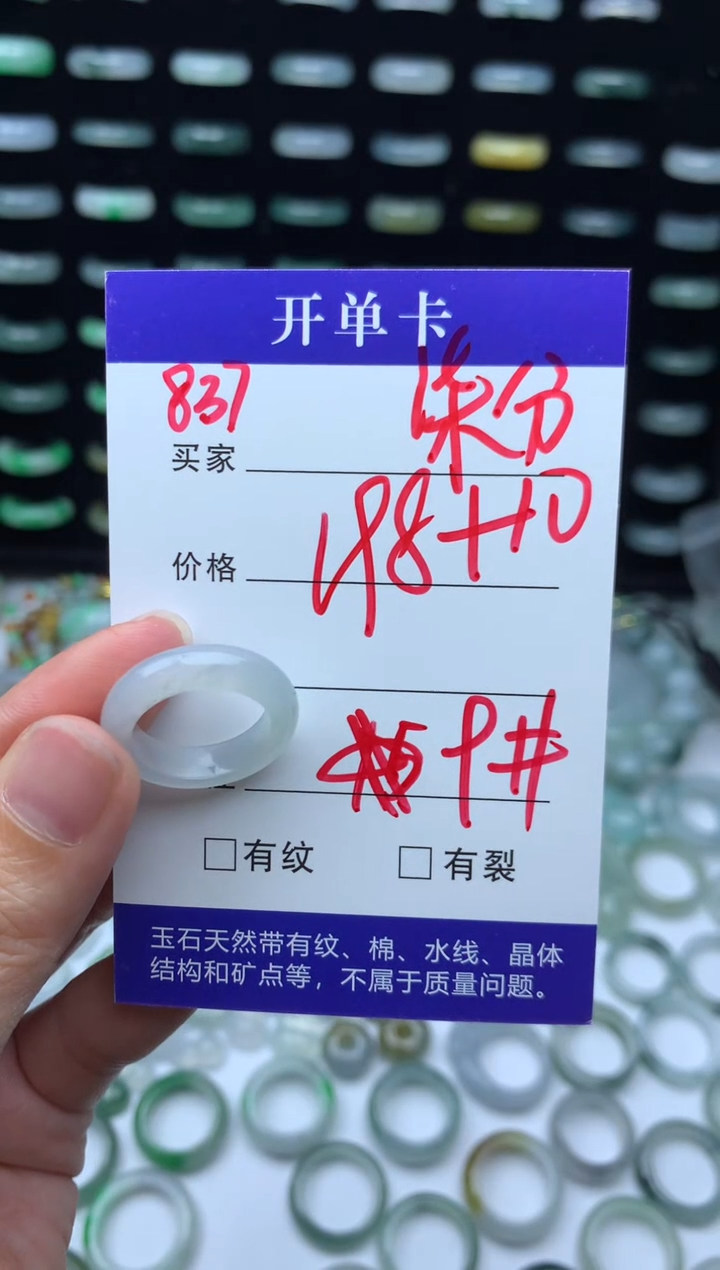 开单卡
837
买家
柒分
价格
198+10
9#
□有纹 □有裂
玉石天然带有纹、棉、水线、晶体
结构和矿点等，不属于质量问题。